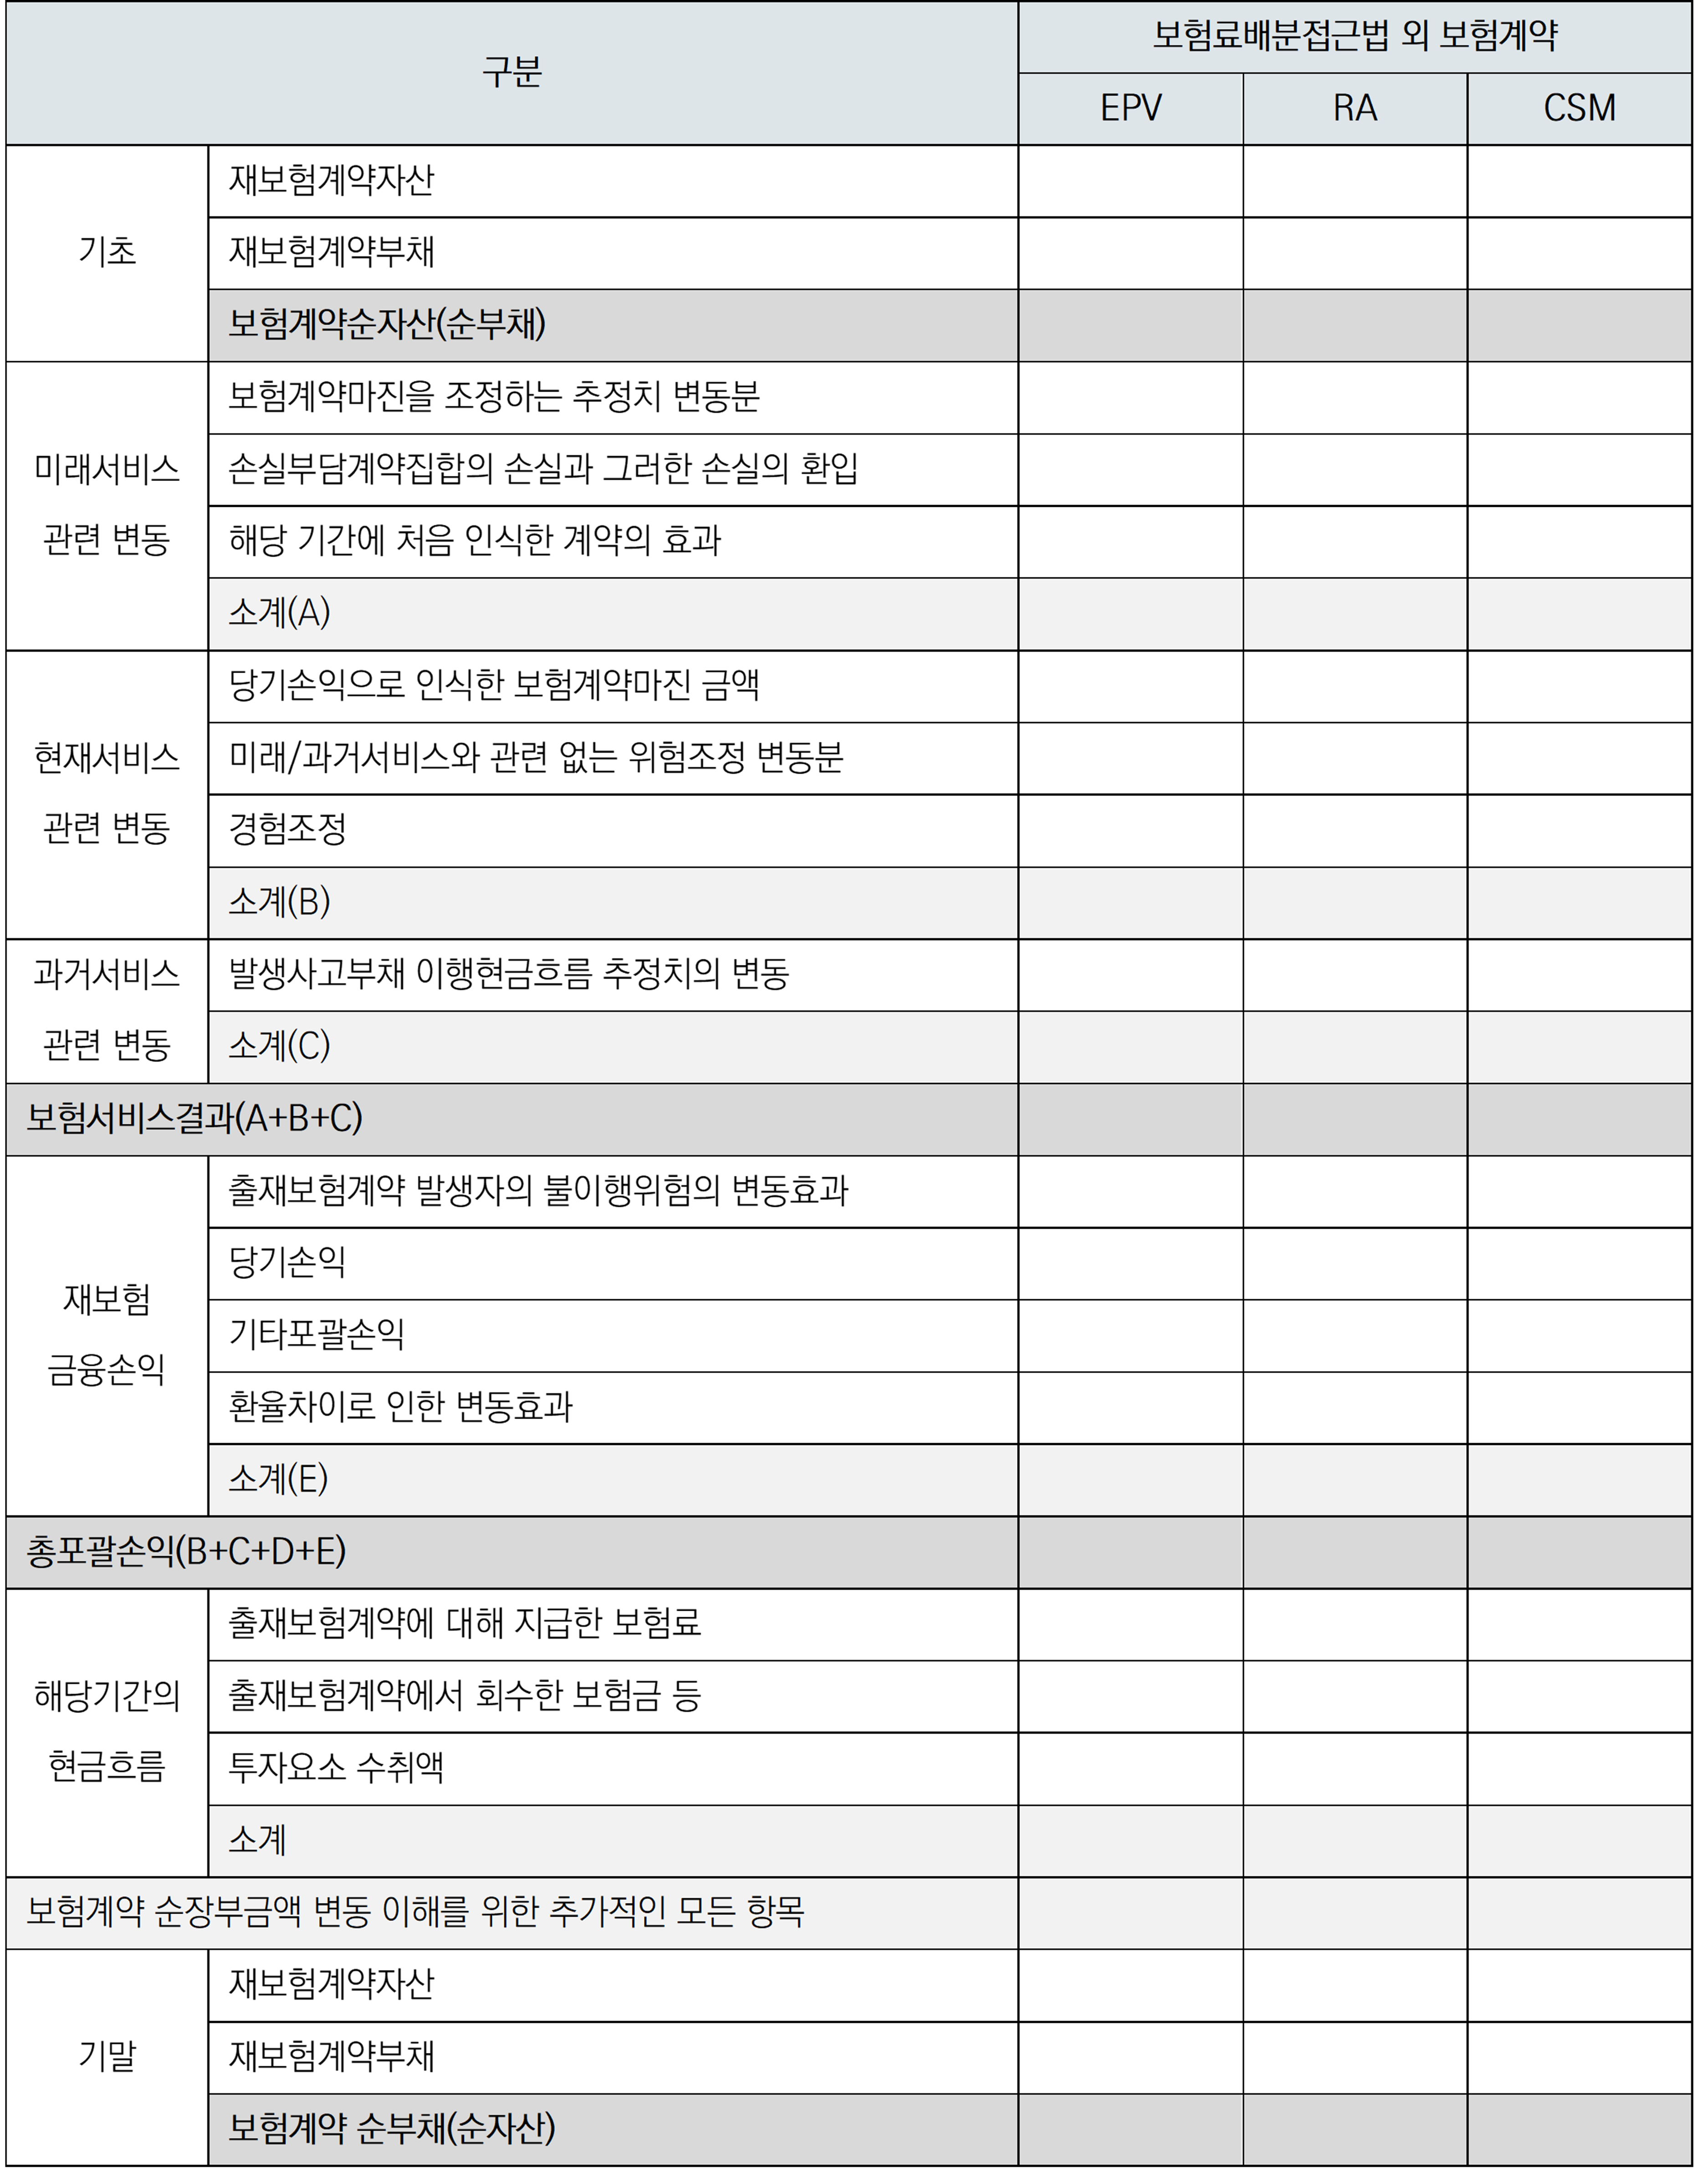 구분
보험료배분접근법 외 보험계약
EPV
RA
CSM
기초
재보험계약자산
재보험계약부채
보험계약순자산(순부채)
미래서비스
관련 변동
보험계약마진을 조정하는 추정치 변동분
손실부담계약집합의 손실과 그러한 손실의 환입
해당 기간에 처음 인식한 계약의 효과
소계(A)
현재서비스
관련 변동
당기손익으로 인식한 보험계약마진 금액
미래/과거서비스와 관련 없는 위험조정 변동분
경험조정
소계(B)
과거서비스
관련 변동
발생사고부채 이행현금흐름 추정치의 변동
소계(C)
보험서비스결과(A+B+C)
재보험
금융손익
출재보험계약 발생자의 불이행위험의 변동효과
당기손익
기타포괄손익
환율차이로 인한 변동효과
소계(E)
총포괄손익(B+C+D+E)
해당기간의
현금흐름
출재보험계약에 대해 지급한 보험료
출재보험계약에서 회수한 보험금 등
투자요소 수취액
소계
보험계약 순장부금액 변동 이해를 위한 추가적인 모든 항목
기말
재보험계약자산
재보험계약부채
보험계약 순부채(순자산)